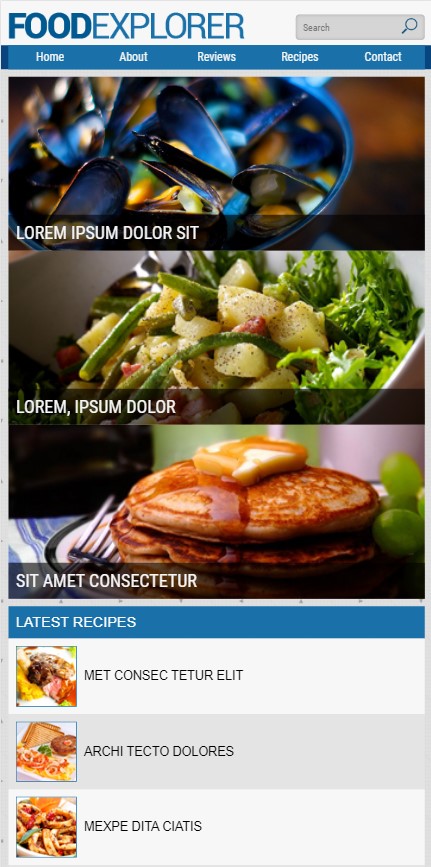 FOODEXPLORER
Search
Home About Reviews Recipes Contact
LOREM IPSUM DOLOR SIT
LOREM, IPSUM DOLOR
SIT AMET CONSECTETUR
LATEST RECIPES
MET CONSEC TETUR ELIT
ARCHI TECTO DOLORES
MEXPE DITA CIATIS